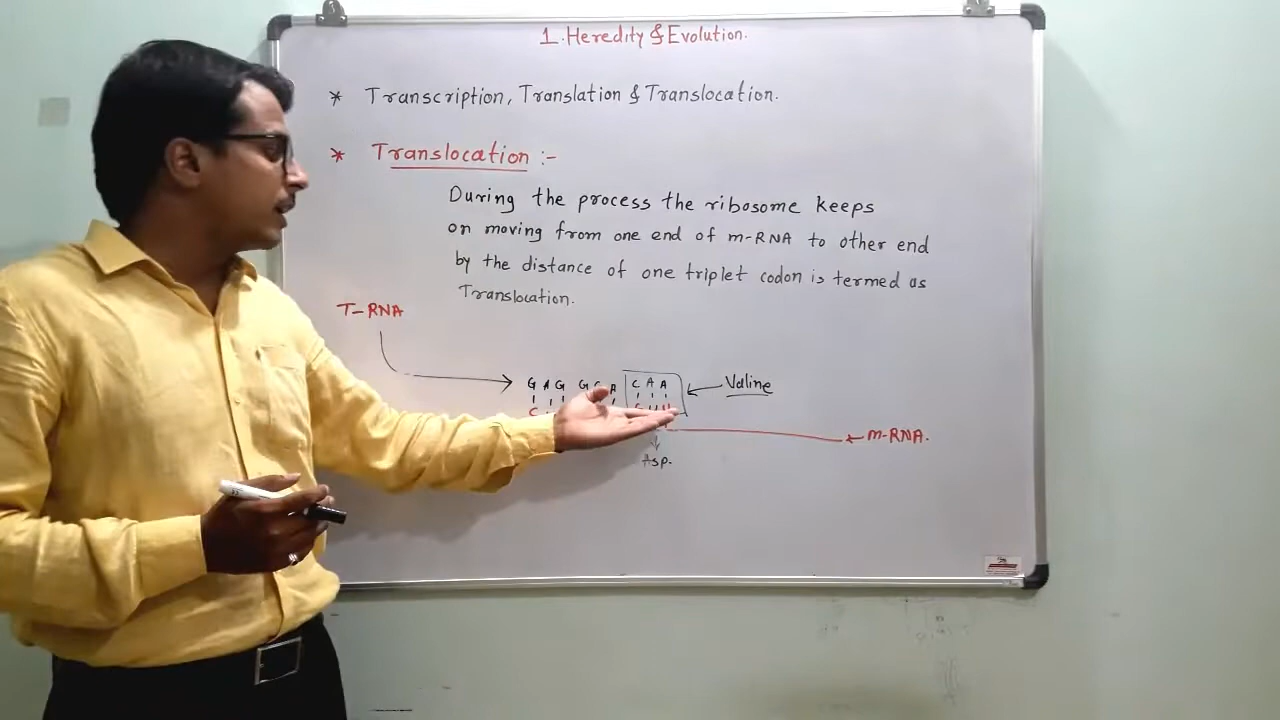 1. Heredity & Evolution.
* Transcription, Translation & Translocation.
* Translocation :-
During the process the ribosome keeps
on moving from one end of m-RNA to other end
by the distance of one triplet codon is termed as
Translocation.
T-RNA
G A G G A C A A Valine
C
m-RNA.
Asp.